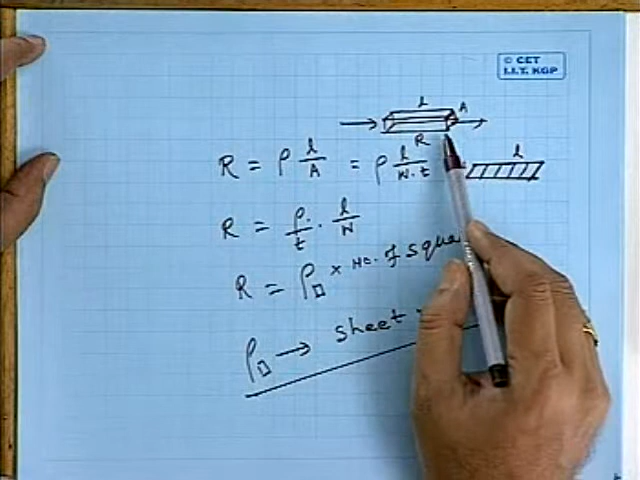 © CET
I.I.T. KGP
l
A
R
R = ρ l/A = ρ l/W.t
l
R = ρ/t · l/W
R = ρ□ × No. of squa
ρ□ → sheet